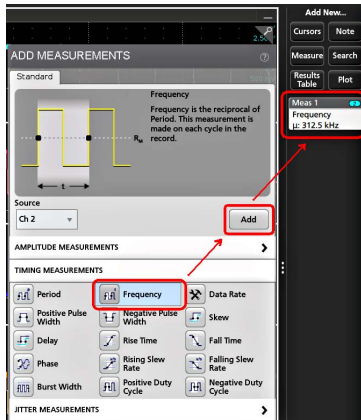 Add New...
Cursors
Note
Measure
Search
Results
Table
Plot
Meas 1
2
Frequency
μ: 312.5 kHz
2.50
ADD MEASUREMENTS
Standard
Frequency
Frequency is the reciprocal of
Period. This measurement is
made on each cycle in the
record.
RM
t
Source
Ch 2
Add
AMPLITUDE MEASUREMENTS
TIMING MEASUREMENTS
Period
Frequency
Data Rate
Positive Pulse
Width
Negative Pulse
Width
Skew
Delay
Rise Time
Fall Time
Phase
Rising Slew
Rate
Falling Slew
Rate
Burst Width
Positive Duty
Cycle
Negative Duty
Cycle
JITTER MEASUREMENTS